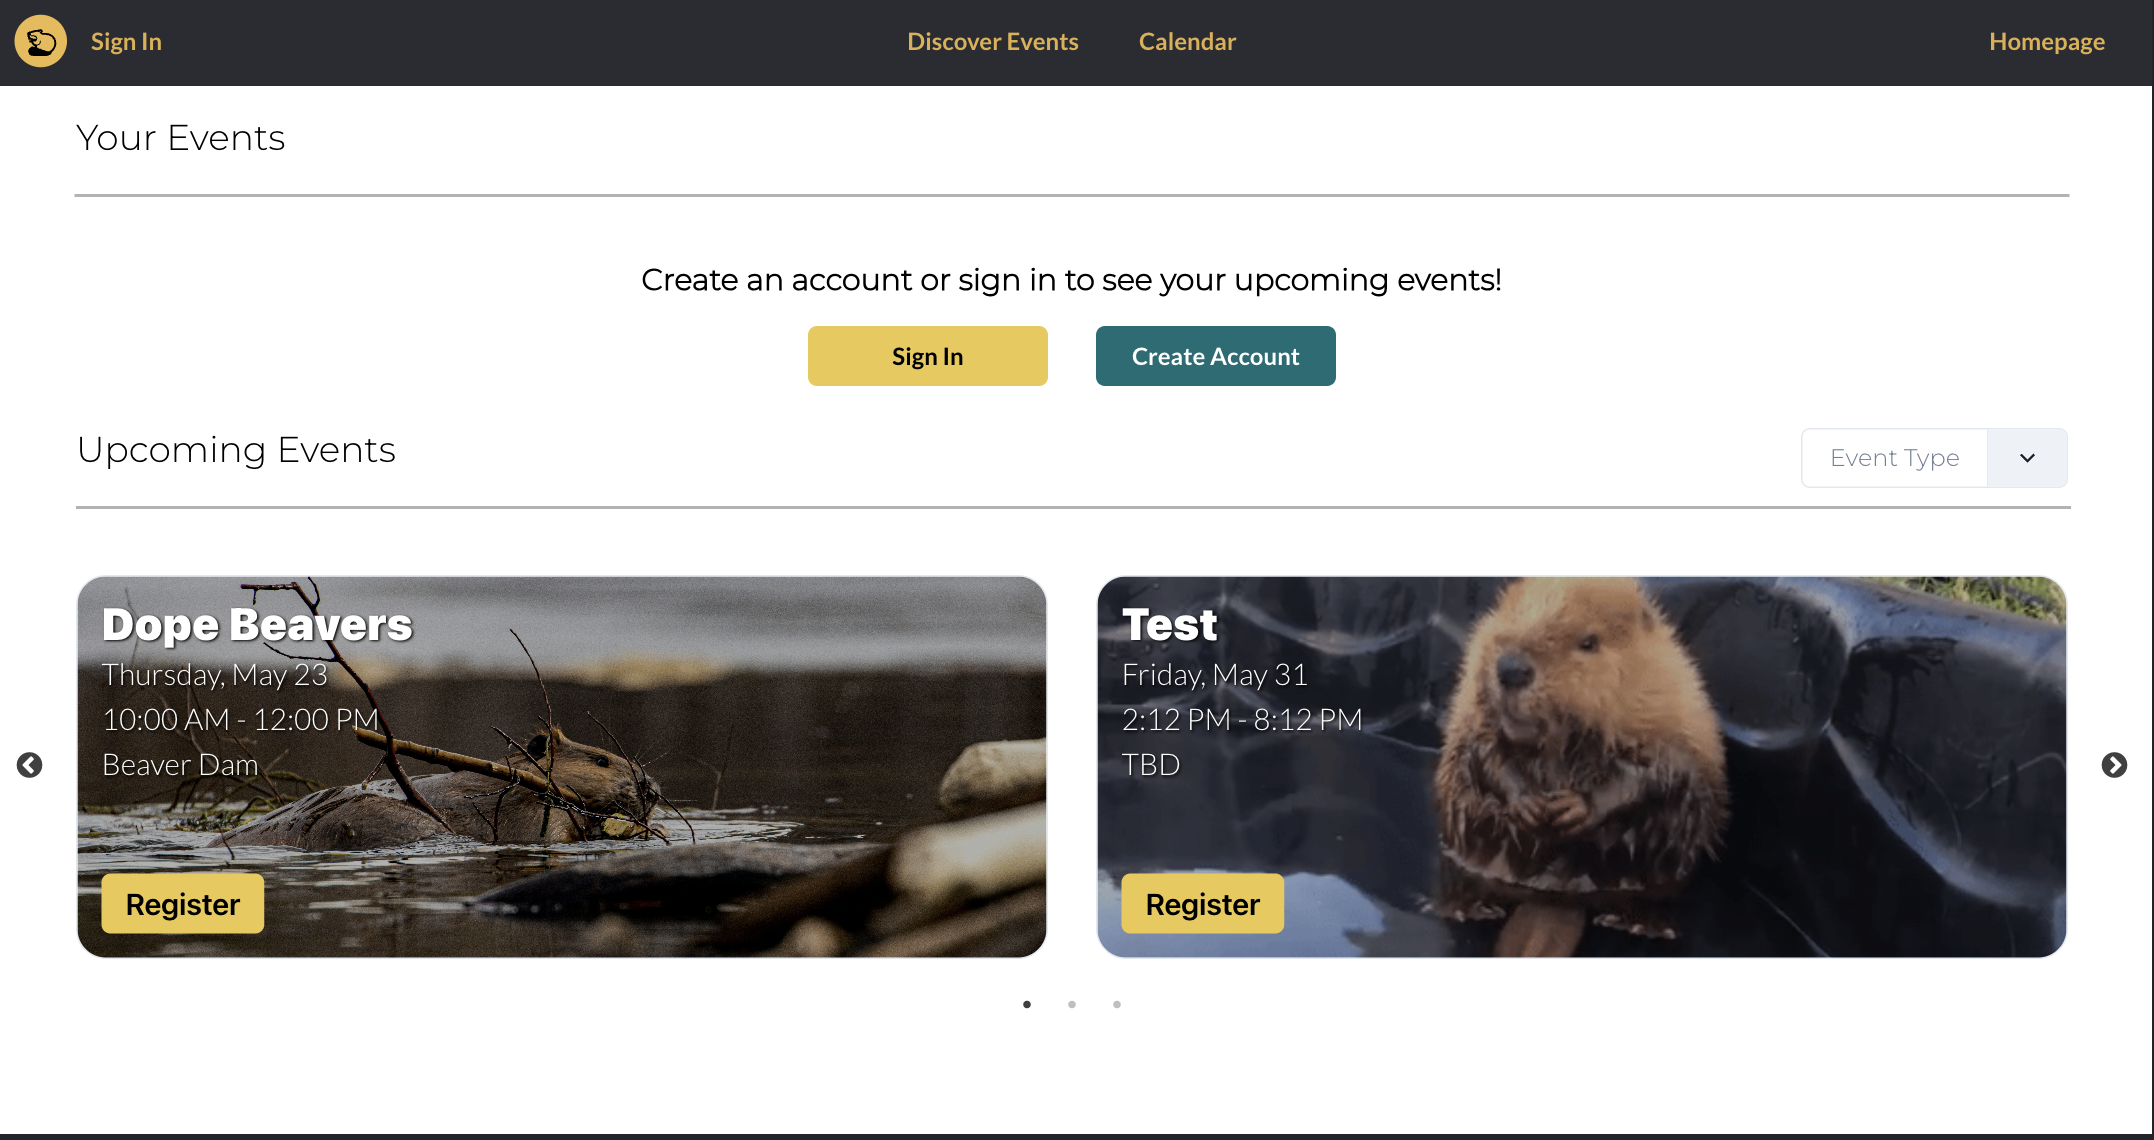 Sign In
Discover Events
Calendar
Homepage
Your Events
Create an account or sign in to see your upcoming events!
Sign In
Create Account
Upcoming Events
Event Type
Dope Beavers
Thursday, May 23
10:00 AM - 12:00 PM
Beaver Dam
Register
Test
Friday, May 31
2:12 PM - 8:12 PM
TBD
Register